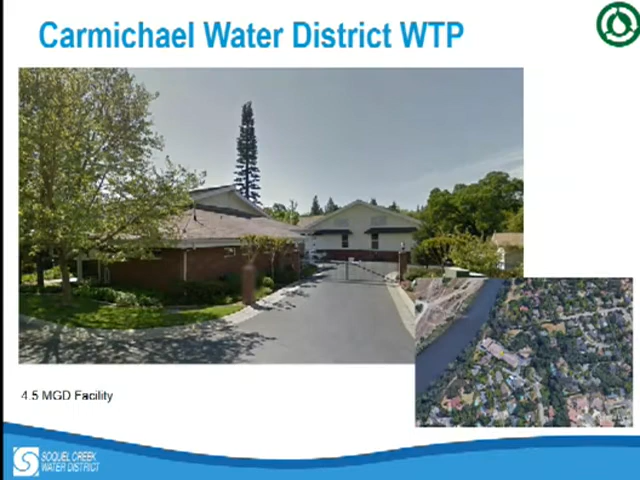 Carmichael Water District WTP
4.5 MGD Facility
SOQUEL CREEK
WATER DISTRICT